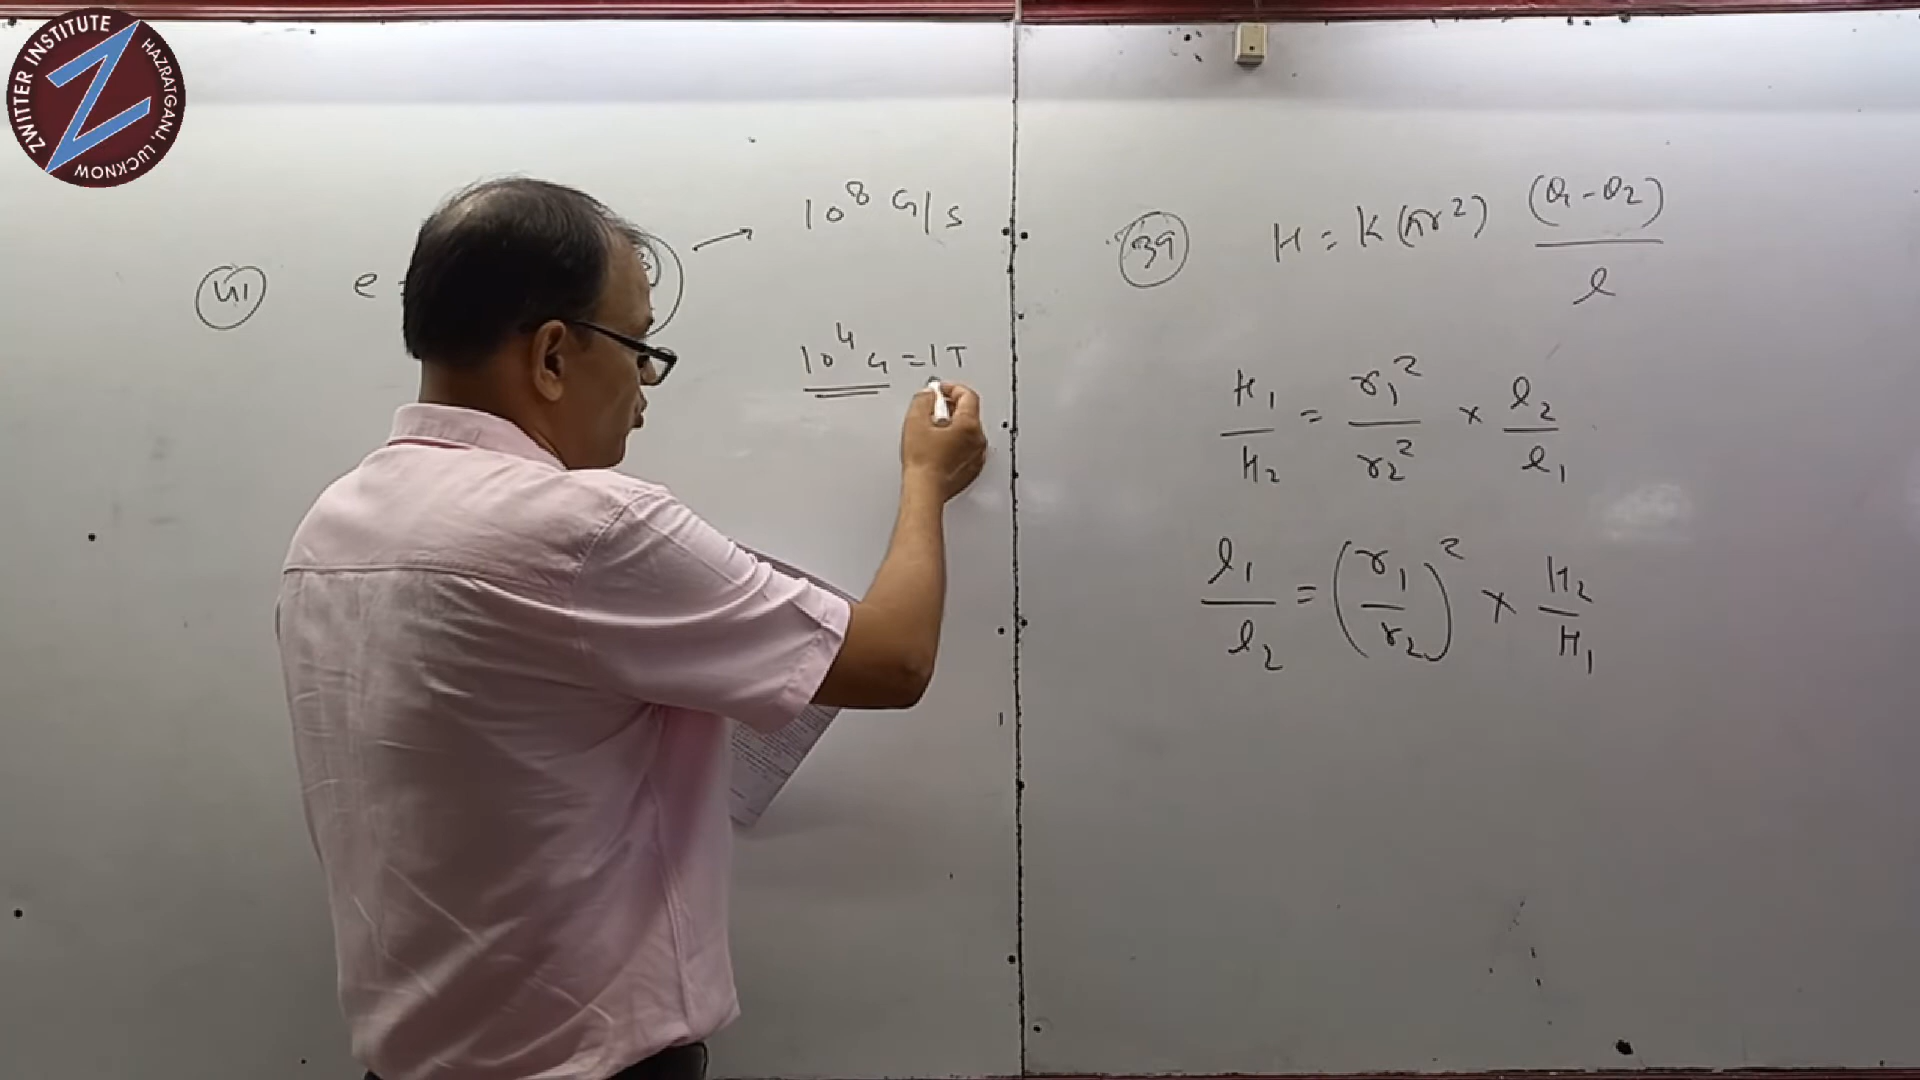 ZWITTER INSTITUTE
HAZRATGANJ, LUCKNOW
Z
41 e =
10⁸ G/s
10⁴ G = 1T
39 H = K(πr²) (θ₁-θ₂)/l
H₁/H₂ = r₁²/r₂² × l₂/l₁
l₁/l₂ = (r₁/r₂)² × H₂/H₁